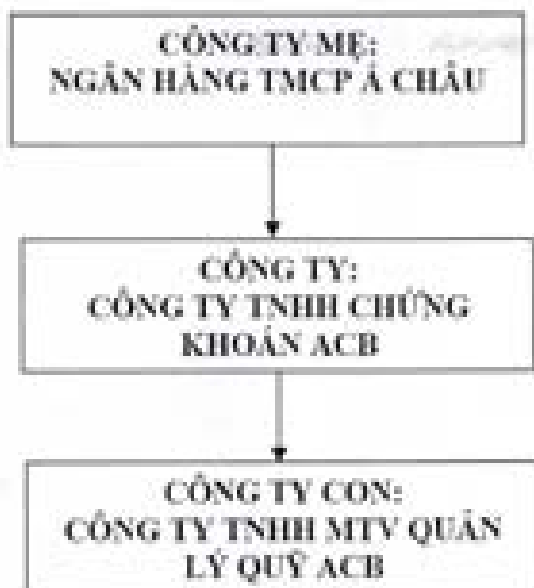 CÔNG TY MẸ:
NGÂN HÀNG TMCP Á CHÂU
CÔNG TY:
CÔNG TY TNHH CHỨNG
KHOÁN ACB
CÔNG TY CON:
CÔNG TY TNHH MTV QUẢN
LÝ QUỸ ACB